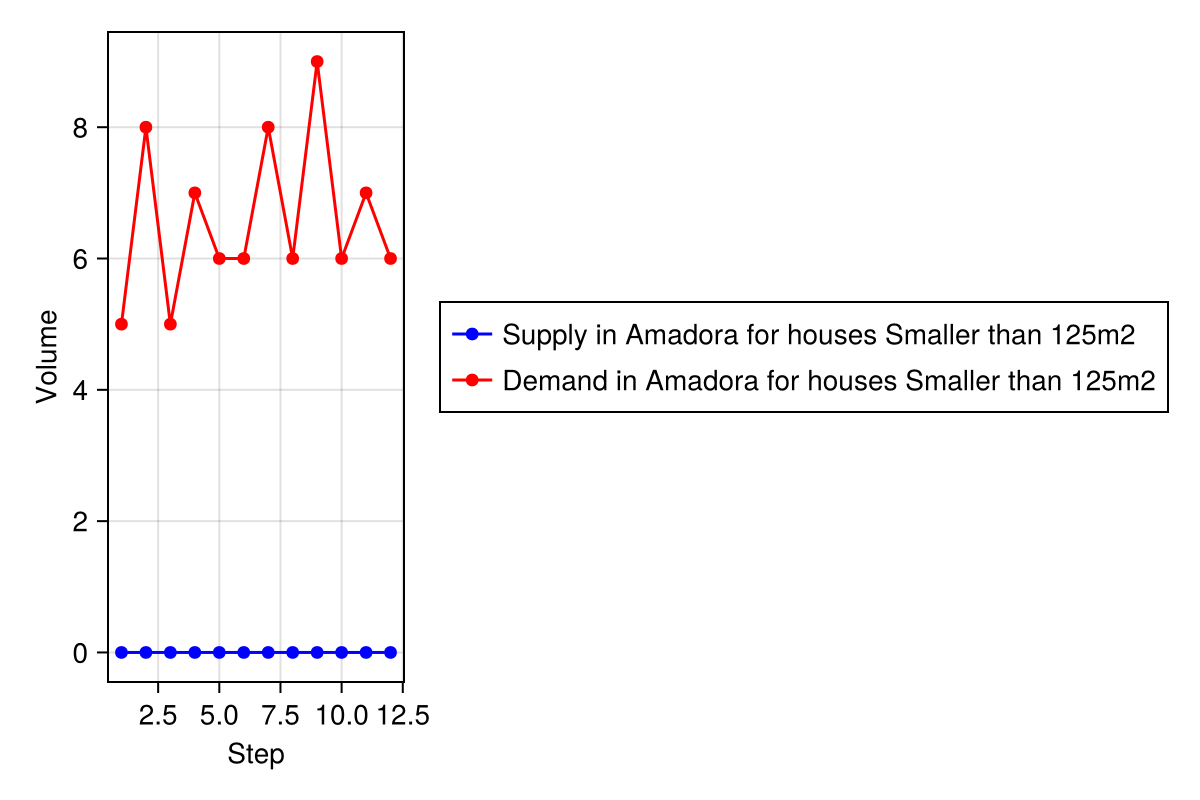 Volume
8
6
4
2
0
2.5 5.0 7.5 10.0 12.5
Step
Supply in Amadora for houses Smaller than 125m2
Demand in Amadora for houses Smaller than 125m2